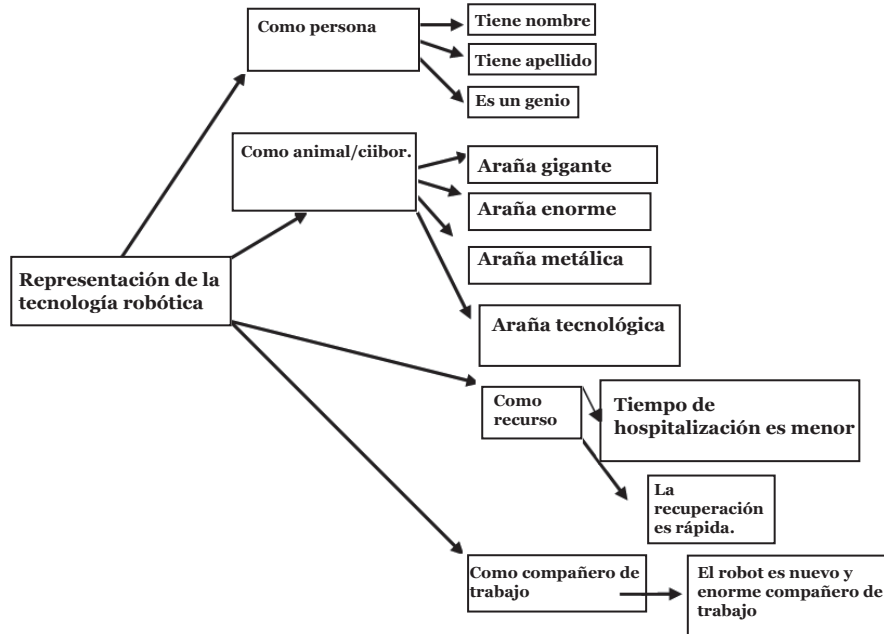 Como persona
Tiene nombre
Tiene apellido
Es un genio
Como animal/ciibor.
Araña gigante
Araña enorme
Araña metálica
Araña tecnológica
Representación de la
tecnología robótica
Como
recurso
Tiempo de
hospitalización es menor
La
recuperación
es rápida.
Como compañero de
trabajo
El robot es nuevo y
enorme compañero de
trabajo